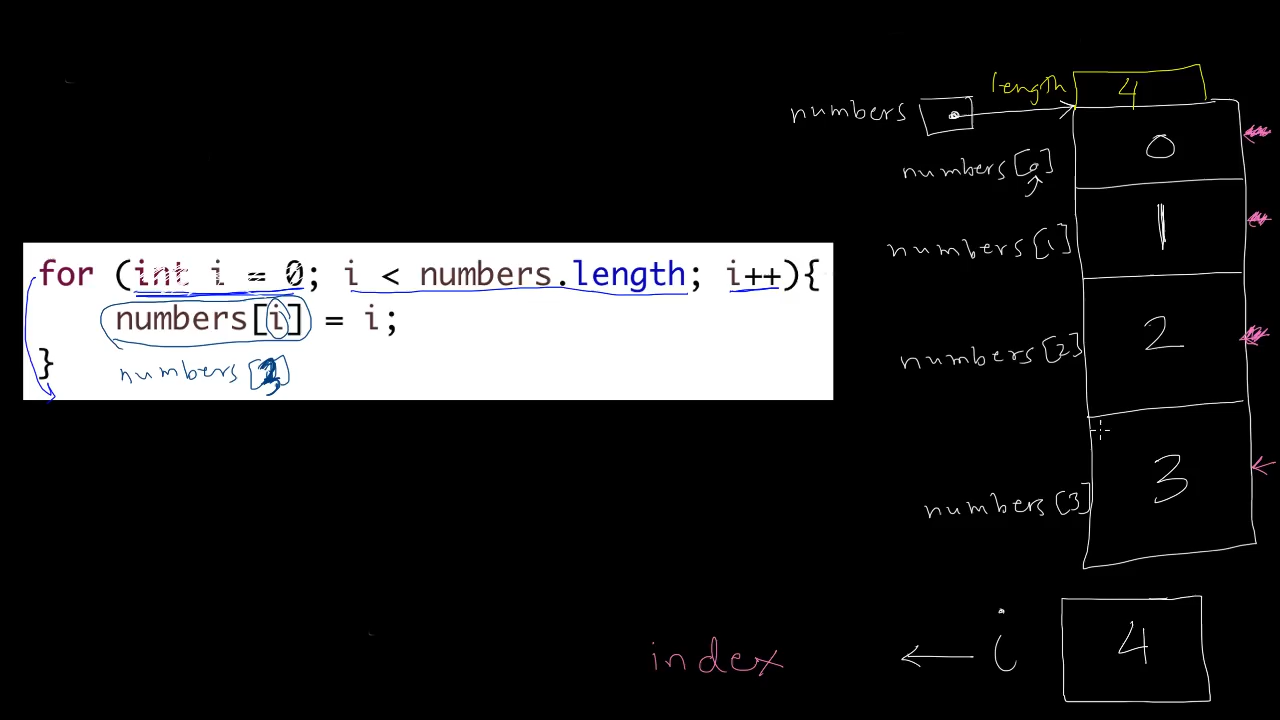 length 4
numbers
numbers[0] 0
numbers[1] 1
for (int i = 0; i < numbers.length; i++){
numbers[i] = i;
}
numbers[3]
numbers[2] 2
numbers[3] 3
index
i 4